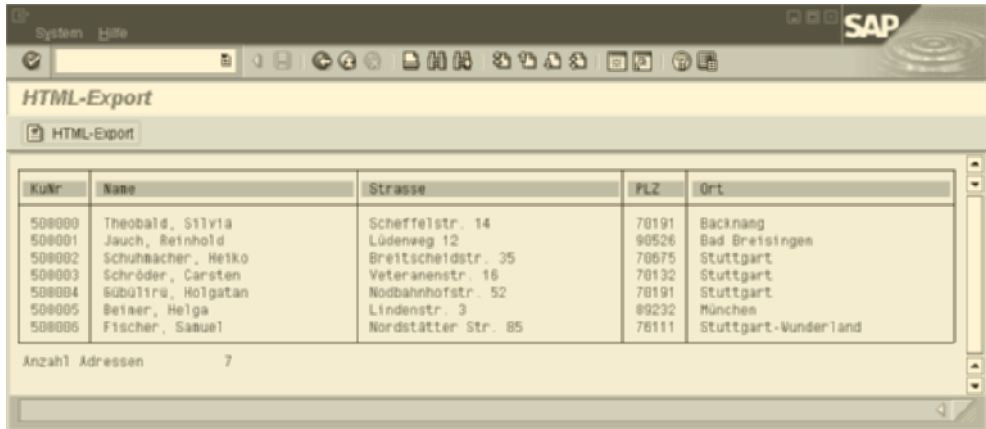 System Hilfe
SAP
HTML-Export
HTML-Export
KuNr Name Strasse PLZ Ort
500000 Theobald, Silvia Scheffelstr. 14 70191 Backnang
500001 Jauch, Reinhold Lüdenweg 12 90526 Bad Breisingen
500002 Schuhmacher, Heiko Breitscheidstr. 35 70675 Stuttgart
500003 Schröder, Carsten Veteranenstr. 16 70132 Stuttgart
500004 Holgatan Nodbahnhofstr. 52 70191 Stuttgart
500005 Beimer, Helga Lindenstr. 3 89232 München
500006 Fischer, Samuel Nordstätter Str. 85 76111 Stuttgart-Wunderland
Anzahl Adressen 7